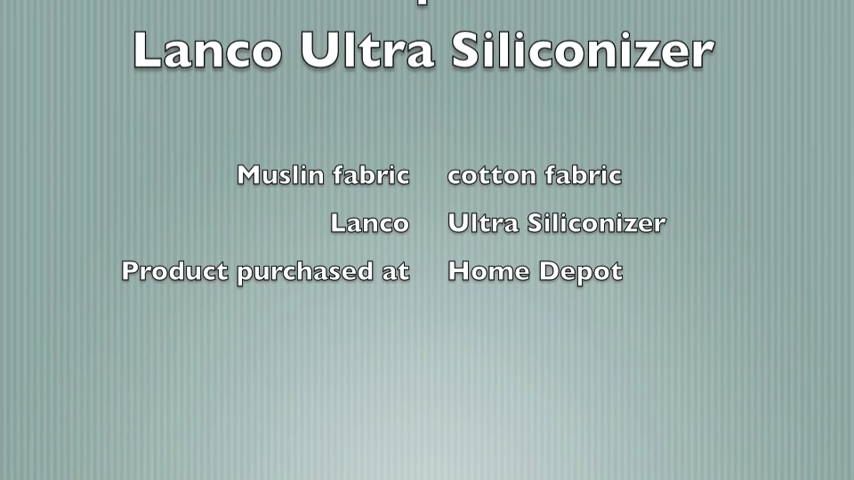 Lanco Ultra Siliconizer
Muslin fabric cotton fabric
Lanco Ultra Siliconizer
Product purchased at Home Depot